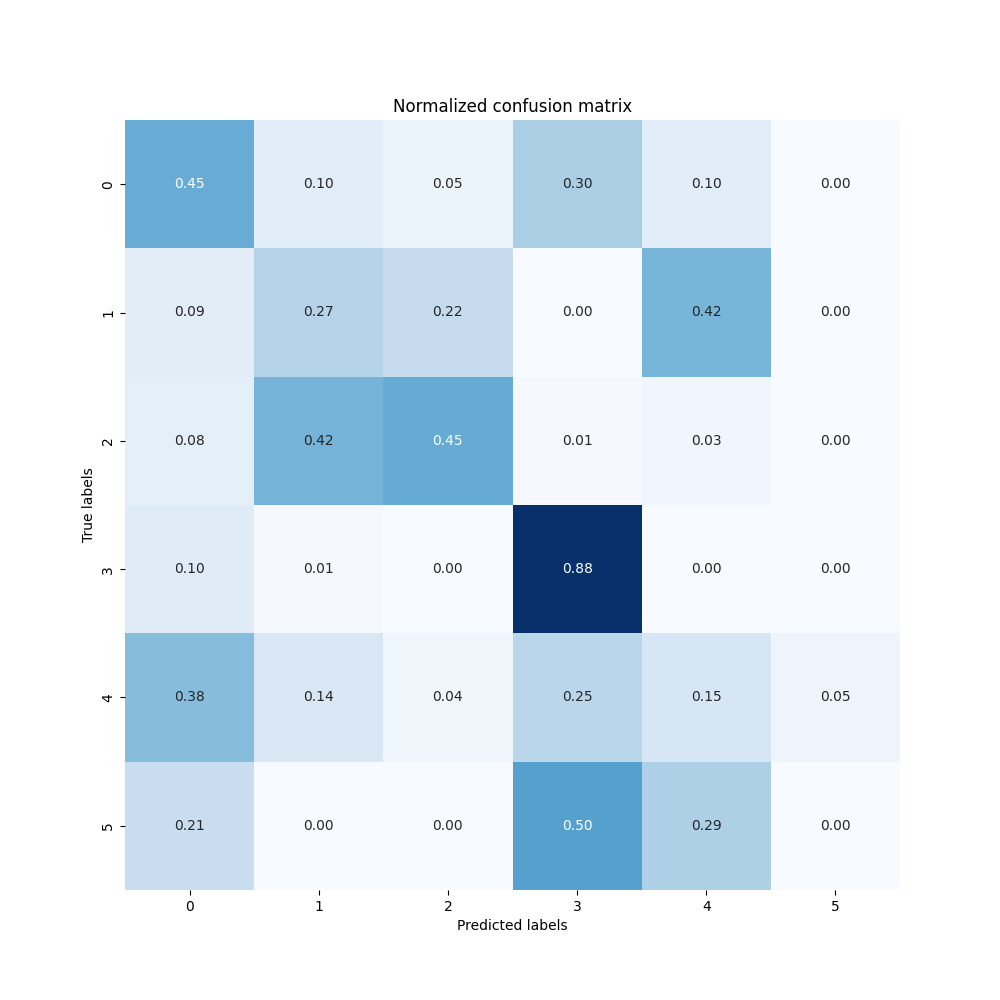 Normalized confusion matrix
0 0.45 0.10 0.05 0.30 0.10 0.00
1 0.09 0.27 0.22 0.00 0.42 0.00
2 0.08 0.42 0.45 0.01 0.03 0.00
3 0.10 0.01 0.00 0.88 0.00 0.00
4 0.38 0.14 0.04 0.25 0.15 0.05
5 0.21 0.00 0.00 0.50 0.29 0.00
0 1 2 3 4 5
True labels
Predicted labels